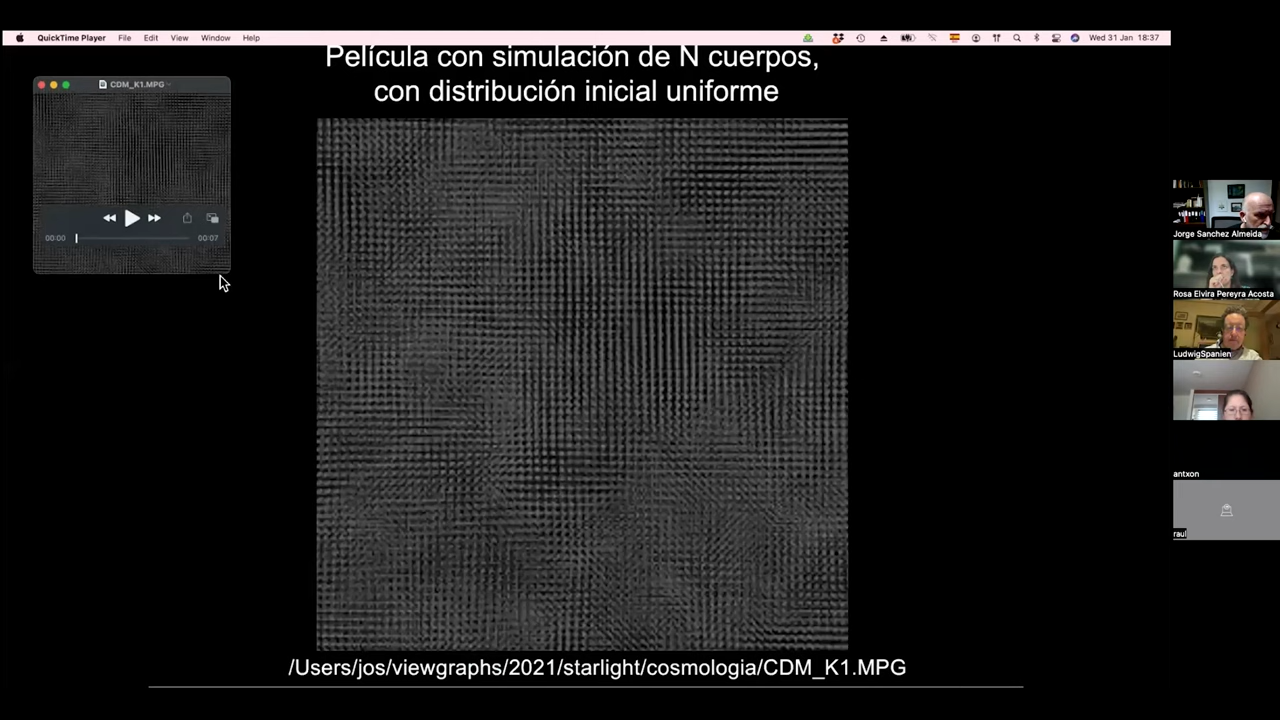 QuickTime Player File Edit View Window Help Wed 31 Jan 18:37
Película con simulación de N cuerpos,
con distribución inicial uniforme
CDM_K1.MPG
00:00 00:07
Jorge Sanchez Almeida
Rosa Elvira Pereyra Acosta
LudwigSpanien
antxon
raul
/Users/jos/viewgraphs/2021/starlight/cosmologia/CDM_K1.MPG